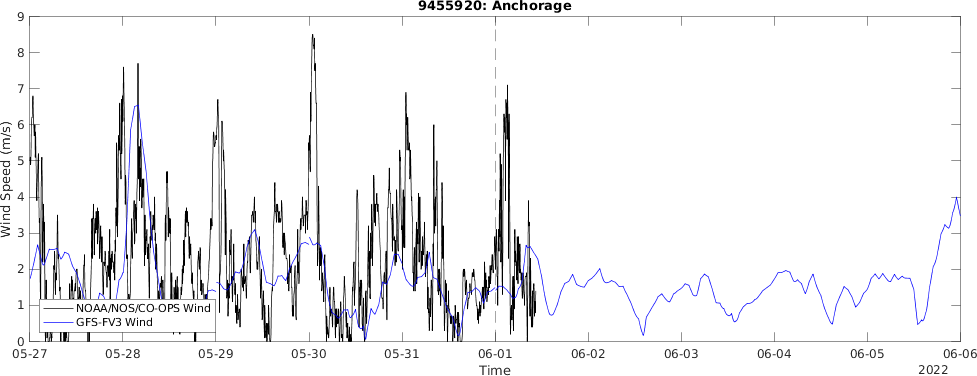 9455920: Anchorage
Wind Speed (m/s)
9
8
7
6
5
4
3
2
1
0
NOAA/NOS/CO-OPS Wind
GFS-FV3 Wind
05-27 05-28 05-29 05-30 05-31 06-01 06-02 06-03 06-04 06-05 06-06
Time
2022